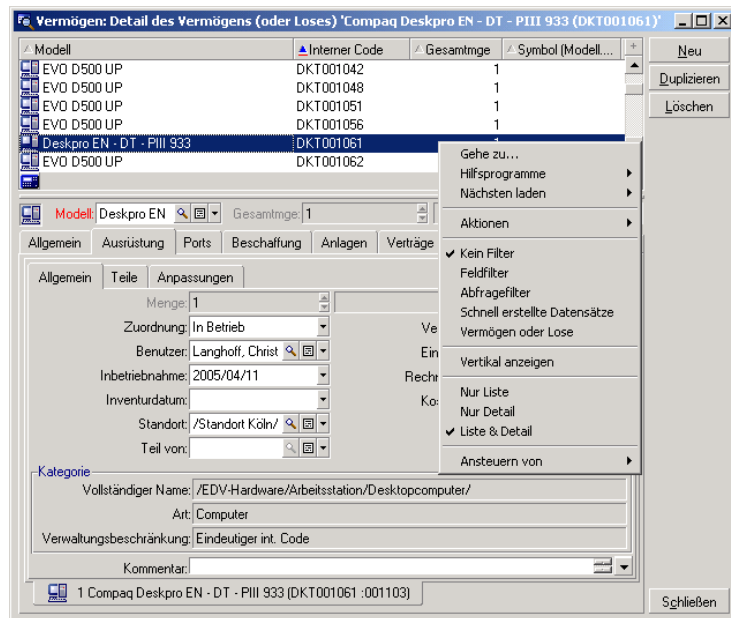 Vermögen: Detail des Vermögens (oder Loses) 'Compaq Deskpro EN - DT - PIII 933 (DKT001061)'
Modell Interner Code Gesamtmge Symbol (Modell.... +
EVO D500 UP DKT001042 1
EVO D500 UP DKT001048 1
EVO D500 UP DKT001051 1
EVO D500 UP DKT001056 1
Deskpro EN - DT - PIII 933 DKT001061 1
EVO D500 UP DKT001062
Neu
Duplizieren
Löschen
Gehe zu...
Hilfsprogramme
Nächsten laden
Aktionen
Kein Filter
Feldfilter
Abfragefilter
Schnell erstellte Datensätze
Vermögen oder Lose
Vertikal anzeigen
Nur Liste
Nur Detail
Liste & Detail
Ansteuern von
Modell: Deskpro EN Gesamtmge: 1
Allgemein Ausrüstung Ports Beschaffung Anlagen Verträge
Allgemein Teile Anpassungen
Menge: 1
Zuordnung: In Betrieb Ve
Benutzer: Langhoff, Christ Ein
Inbetriebnahme: 2005/04/11 Rechn
Inventurdatum: Kos
Standort: /Standort Köln/
Teil von:
Kategorie
Vollständiger Name: /EDV-Hardware/Arbeitsstation/Desktopcomputer/
Art: Computer
Verwaltungsbeschränkung: Eindeutiger int. Code
Kommentar:
1 Compaq Deskpro EN - DT - PIII 933 (DKT001061 :001103)
Schließen